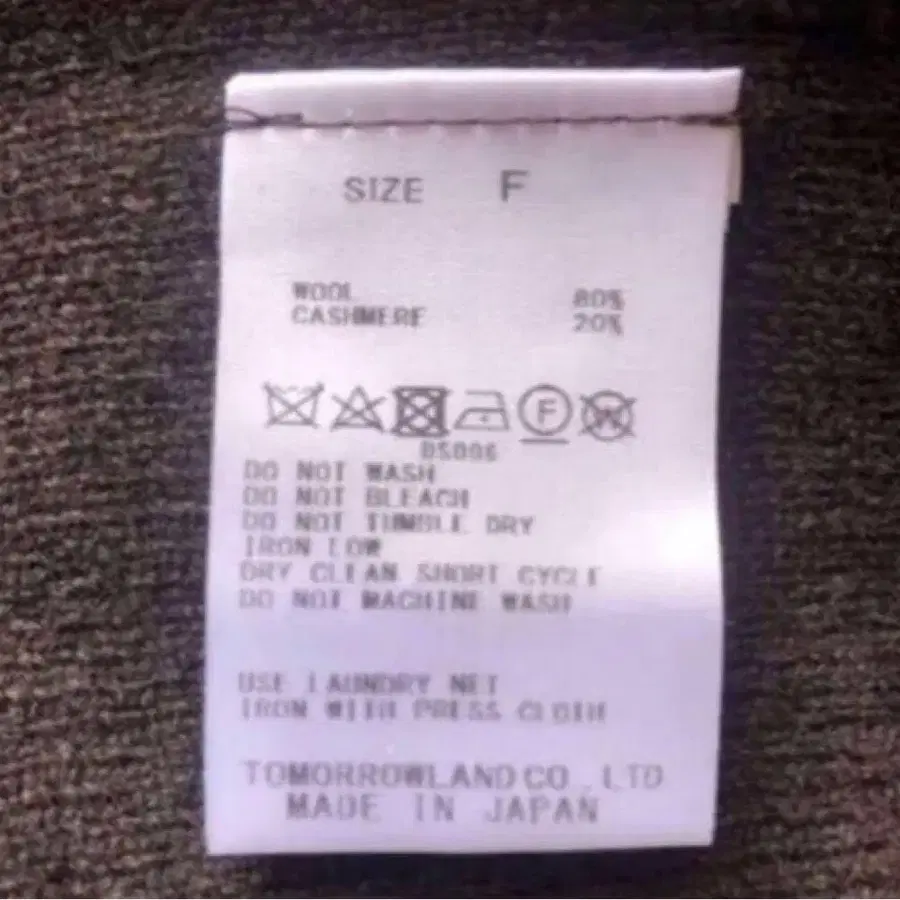 SIZE F
WOOL 80%
CASHMERE 20%
F W
DO NOT WASH
DO NOT BLEACH
DO NOT TUMBLE DRY
IRON LOW
DRY CLEAN SHORT CYCLE
DO NOT MACHINE WASH
USE LAUNDRY NET
IRON WITH PRESS CLOTH
TOMORROWLAND CO.,LTD
MADE IN JAPAN